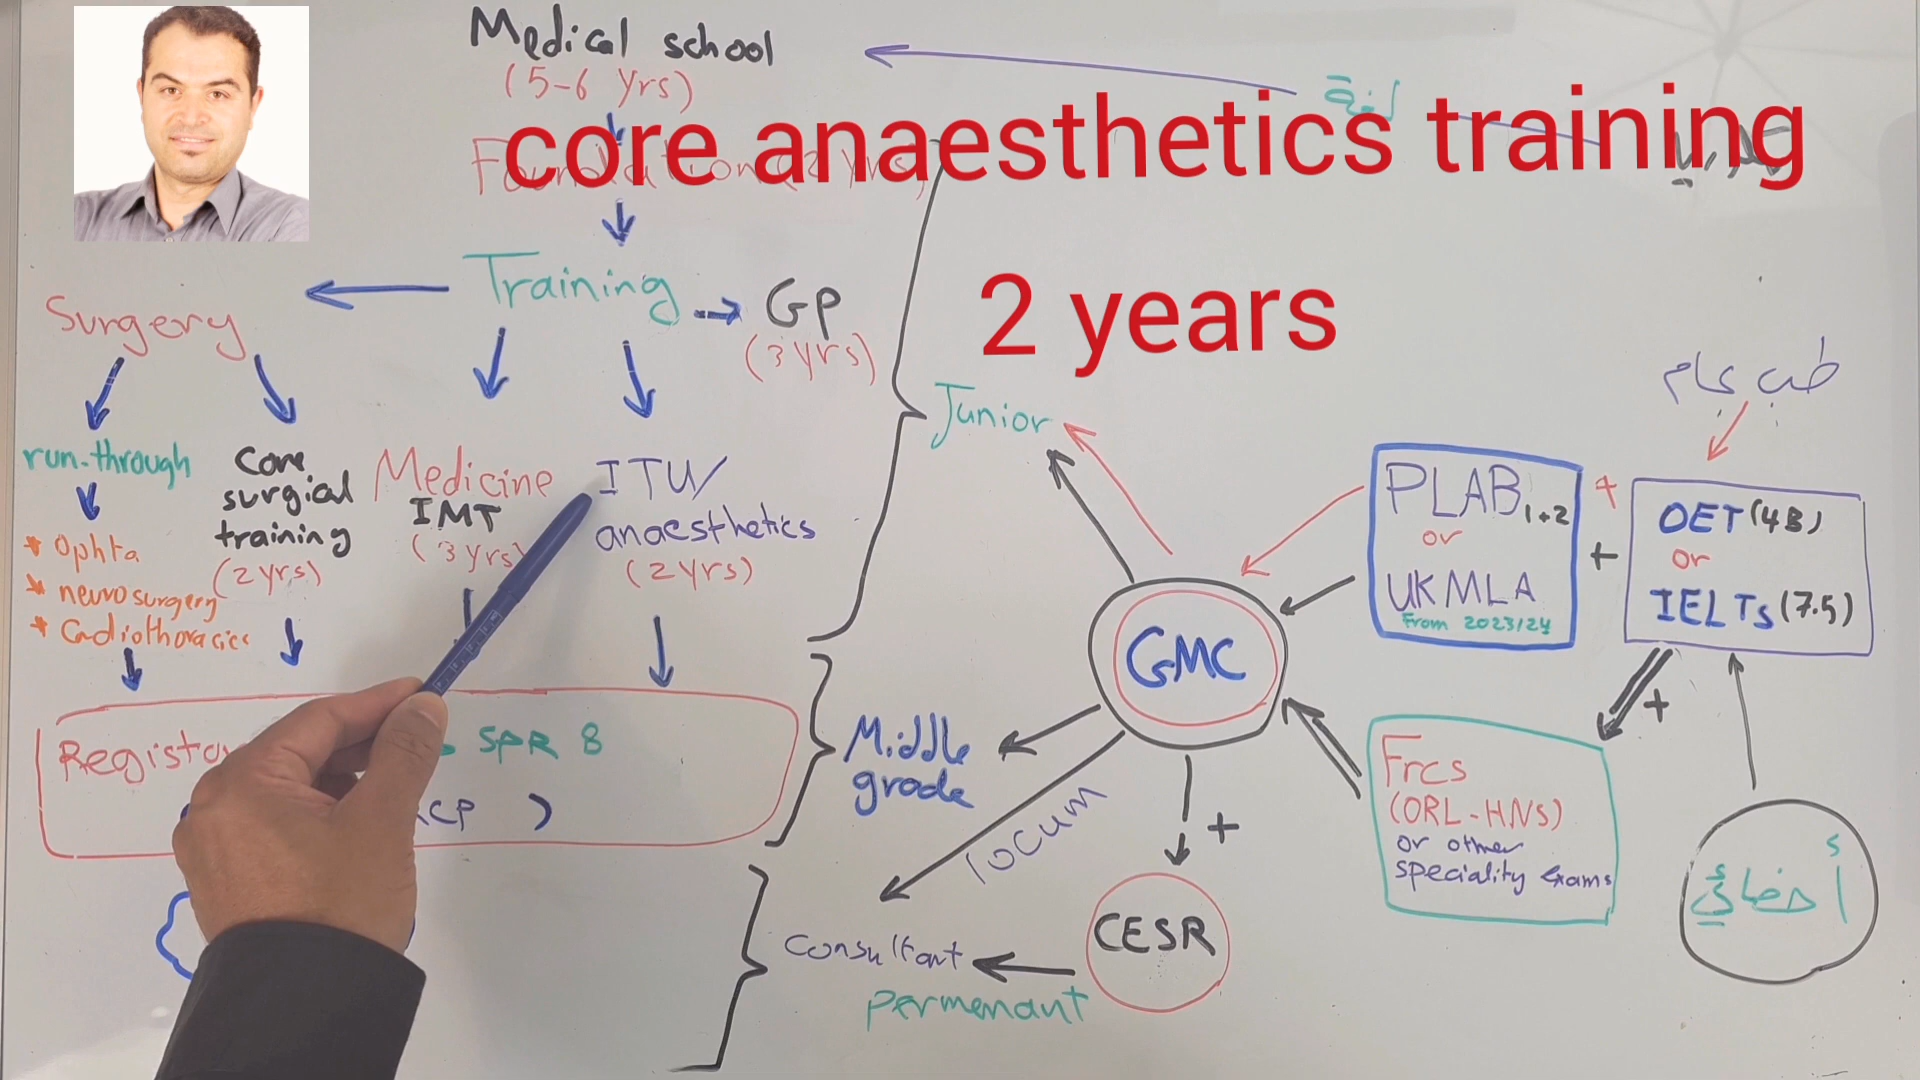 Medical school
(5-6 Yrs)
core anaesthetics training
2 years
Training
GP
(3 yrs)
Surgery
run-through
* Ophta
* neurosurgery
* Cardiothoracics
Core
surgical
training
(2 yrs)
Medicine
IMT
(3 yrs)
ITU/
anaesthetics
(2 yrs)
SPR 8
)
Junior
Middle
grade
locum
Consultant
permenant
GMC
+
CESR
PLAB 1+2
or
UKMLA
From 2023/24
+
+
طب عام
OET (4B)
or
IELTs (7.5)
+
Frcs
(ORL-HNS)
or other
speciality Exams